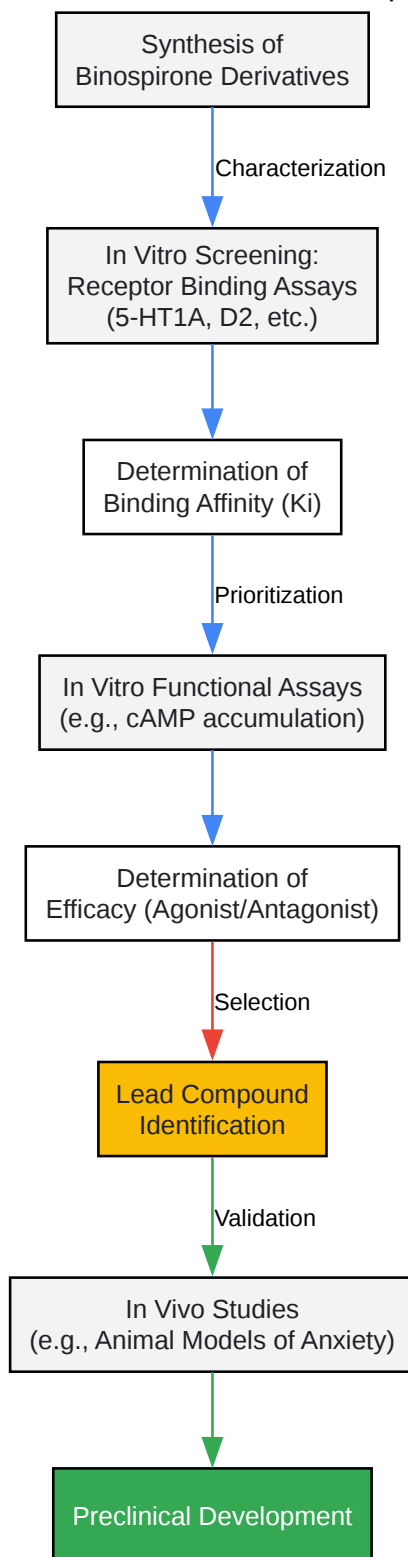 Synthesis of
Binospirone Derivatives
Characterization
In Vitro Screening:
Receptor Binding Assays
(5-HT1A, D2, etc.)
Determination of
Binding Affinity (Ki)
Prioritization
In Vitro Functional Assays
(e.g., cAMP accumulation)
Determination of
Efficacy (Agonist/Antagonist)
Selection
Lead Compound
Identification
Validation
In Vivo Studies
(e.g., Animal Models of Anxiety)
Preclinical Development